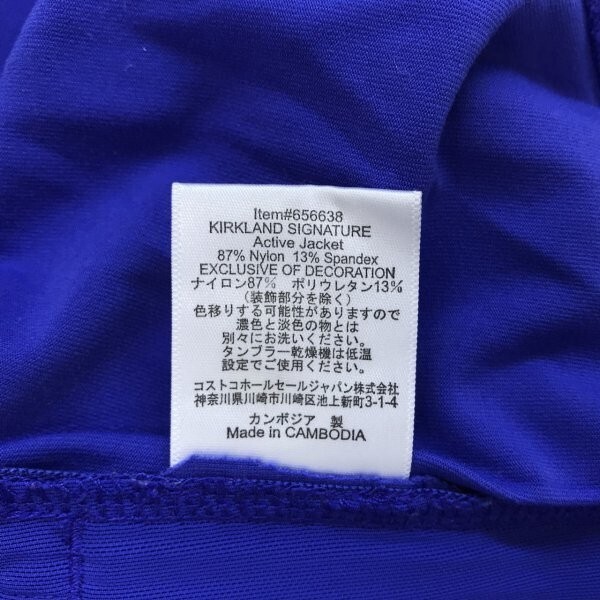 Item#656638
KIRKLAND SIGNATURE
Active Jacket
87% Nylon 13% Spandex
EXCLUSIVE OF DECORATION
ナイロン87% ポリウレタン13%
(装飾部分を除く)
色移りする可能性がありますので
濃色と淡色の物とは
別々にお洗いください。
タンブラー乾燥機は低温
設定でご使用ください。
コストコホールセールジャパン株式会社
神奈川県川崎市川崎区池上新町3-1-4
カンボジア 製
Made in CAMBODIA